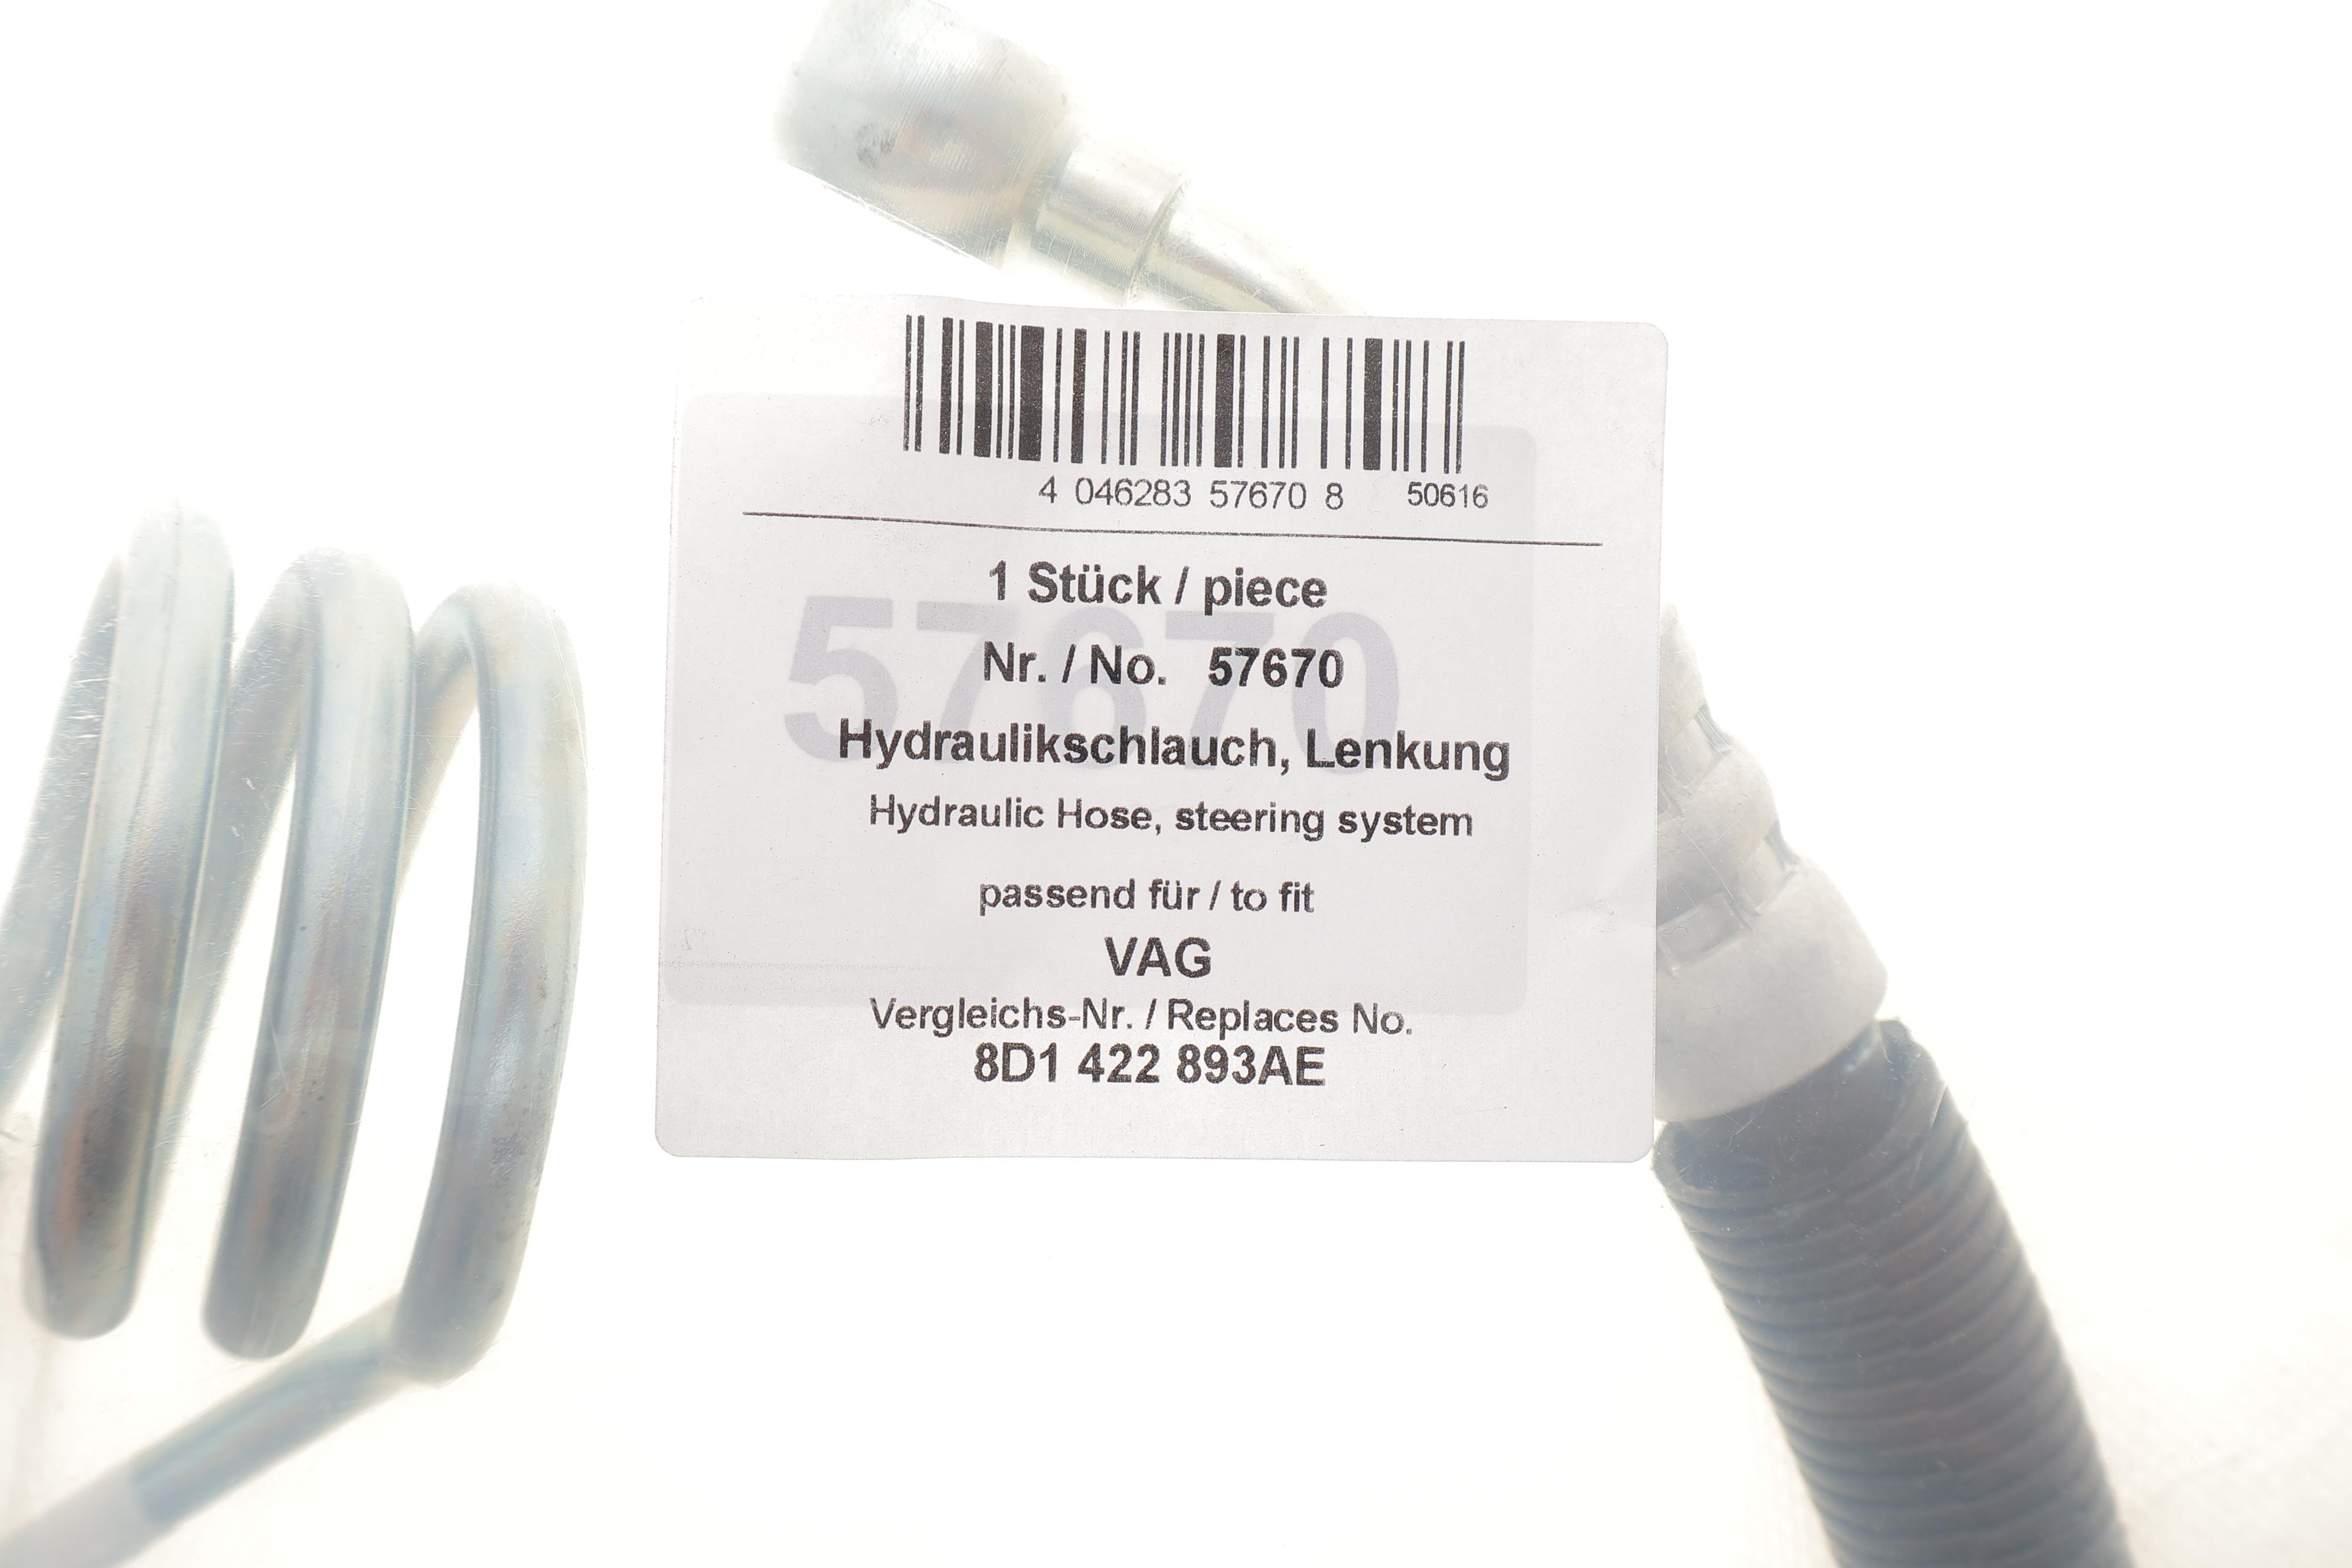 4 046283 57670 8 50616
1 Stück / piece
Nr. / No. 57670
57670
Hydraulikschlauch, Lenkung
Hydraulic Hose, steering system
passend für / to fit
VAG
Vergleichs-Nr. / Replaces No.
8D1 422 893AE